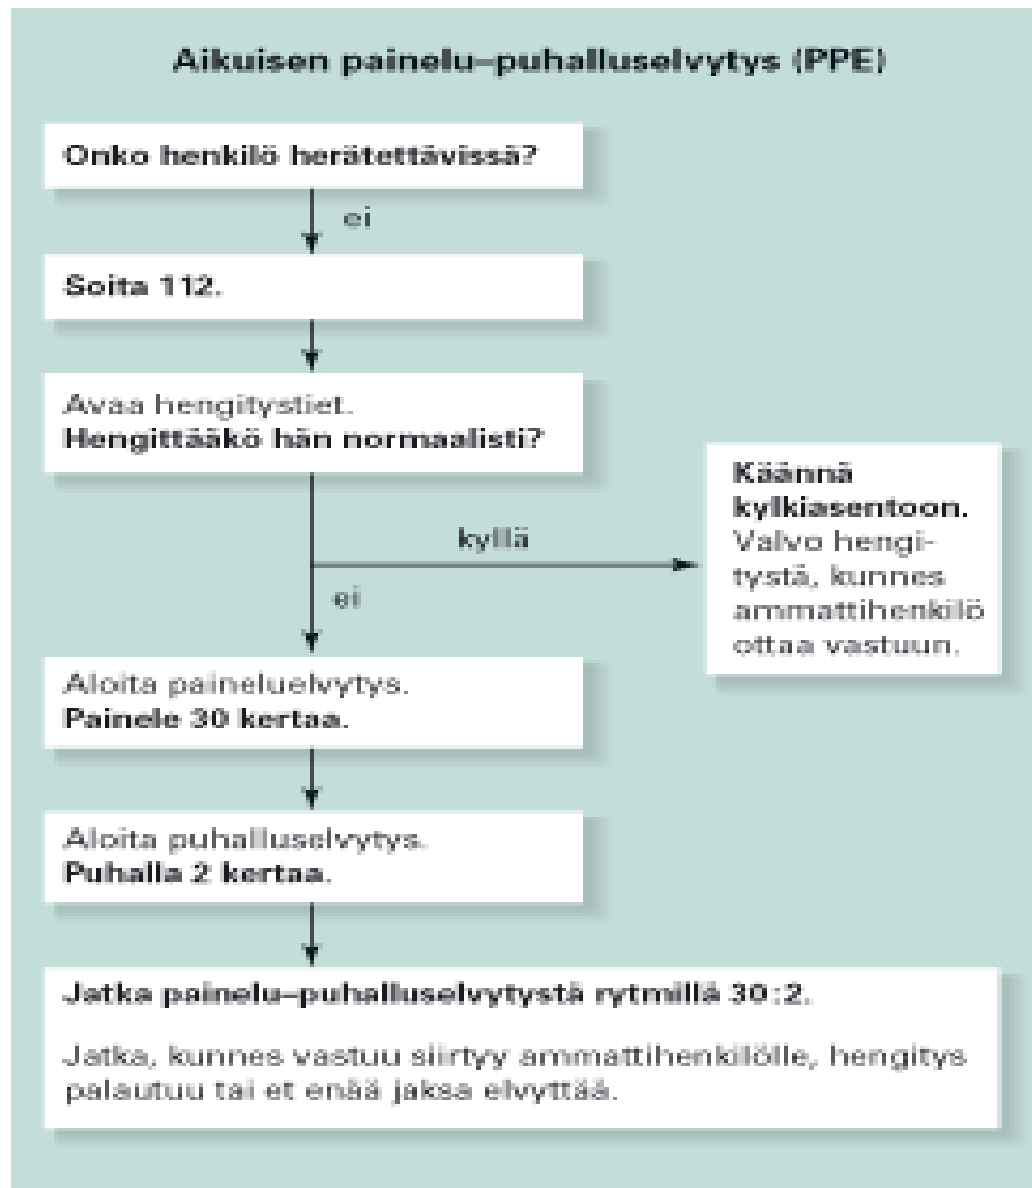 Aikuisen painelu–puhalluselvytys (PPE)
Onko henkilö herätettävissä?
ei
Soita 112.
Avaa hengitystiet.
Hengittääkö hän normaalisti?
kyllä
Käännä
kylkiasentoon.
Valvo hengi-
tystä, kunnes
ammattihenkilö
ottaa vastuun.
ei
Aloita paineluelvytys.
Painele 30 kertaa.
Aloita puhalluselvytys.
Puhalla 2 kertaa.
Jatka painelu–puhalluselvytystä rytmillä 30:2.
Jatka, kunnes vastuu siirtyy ammattihenkilölle, hengitys
palautuu tai et enää jaksa elvyttää.